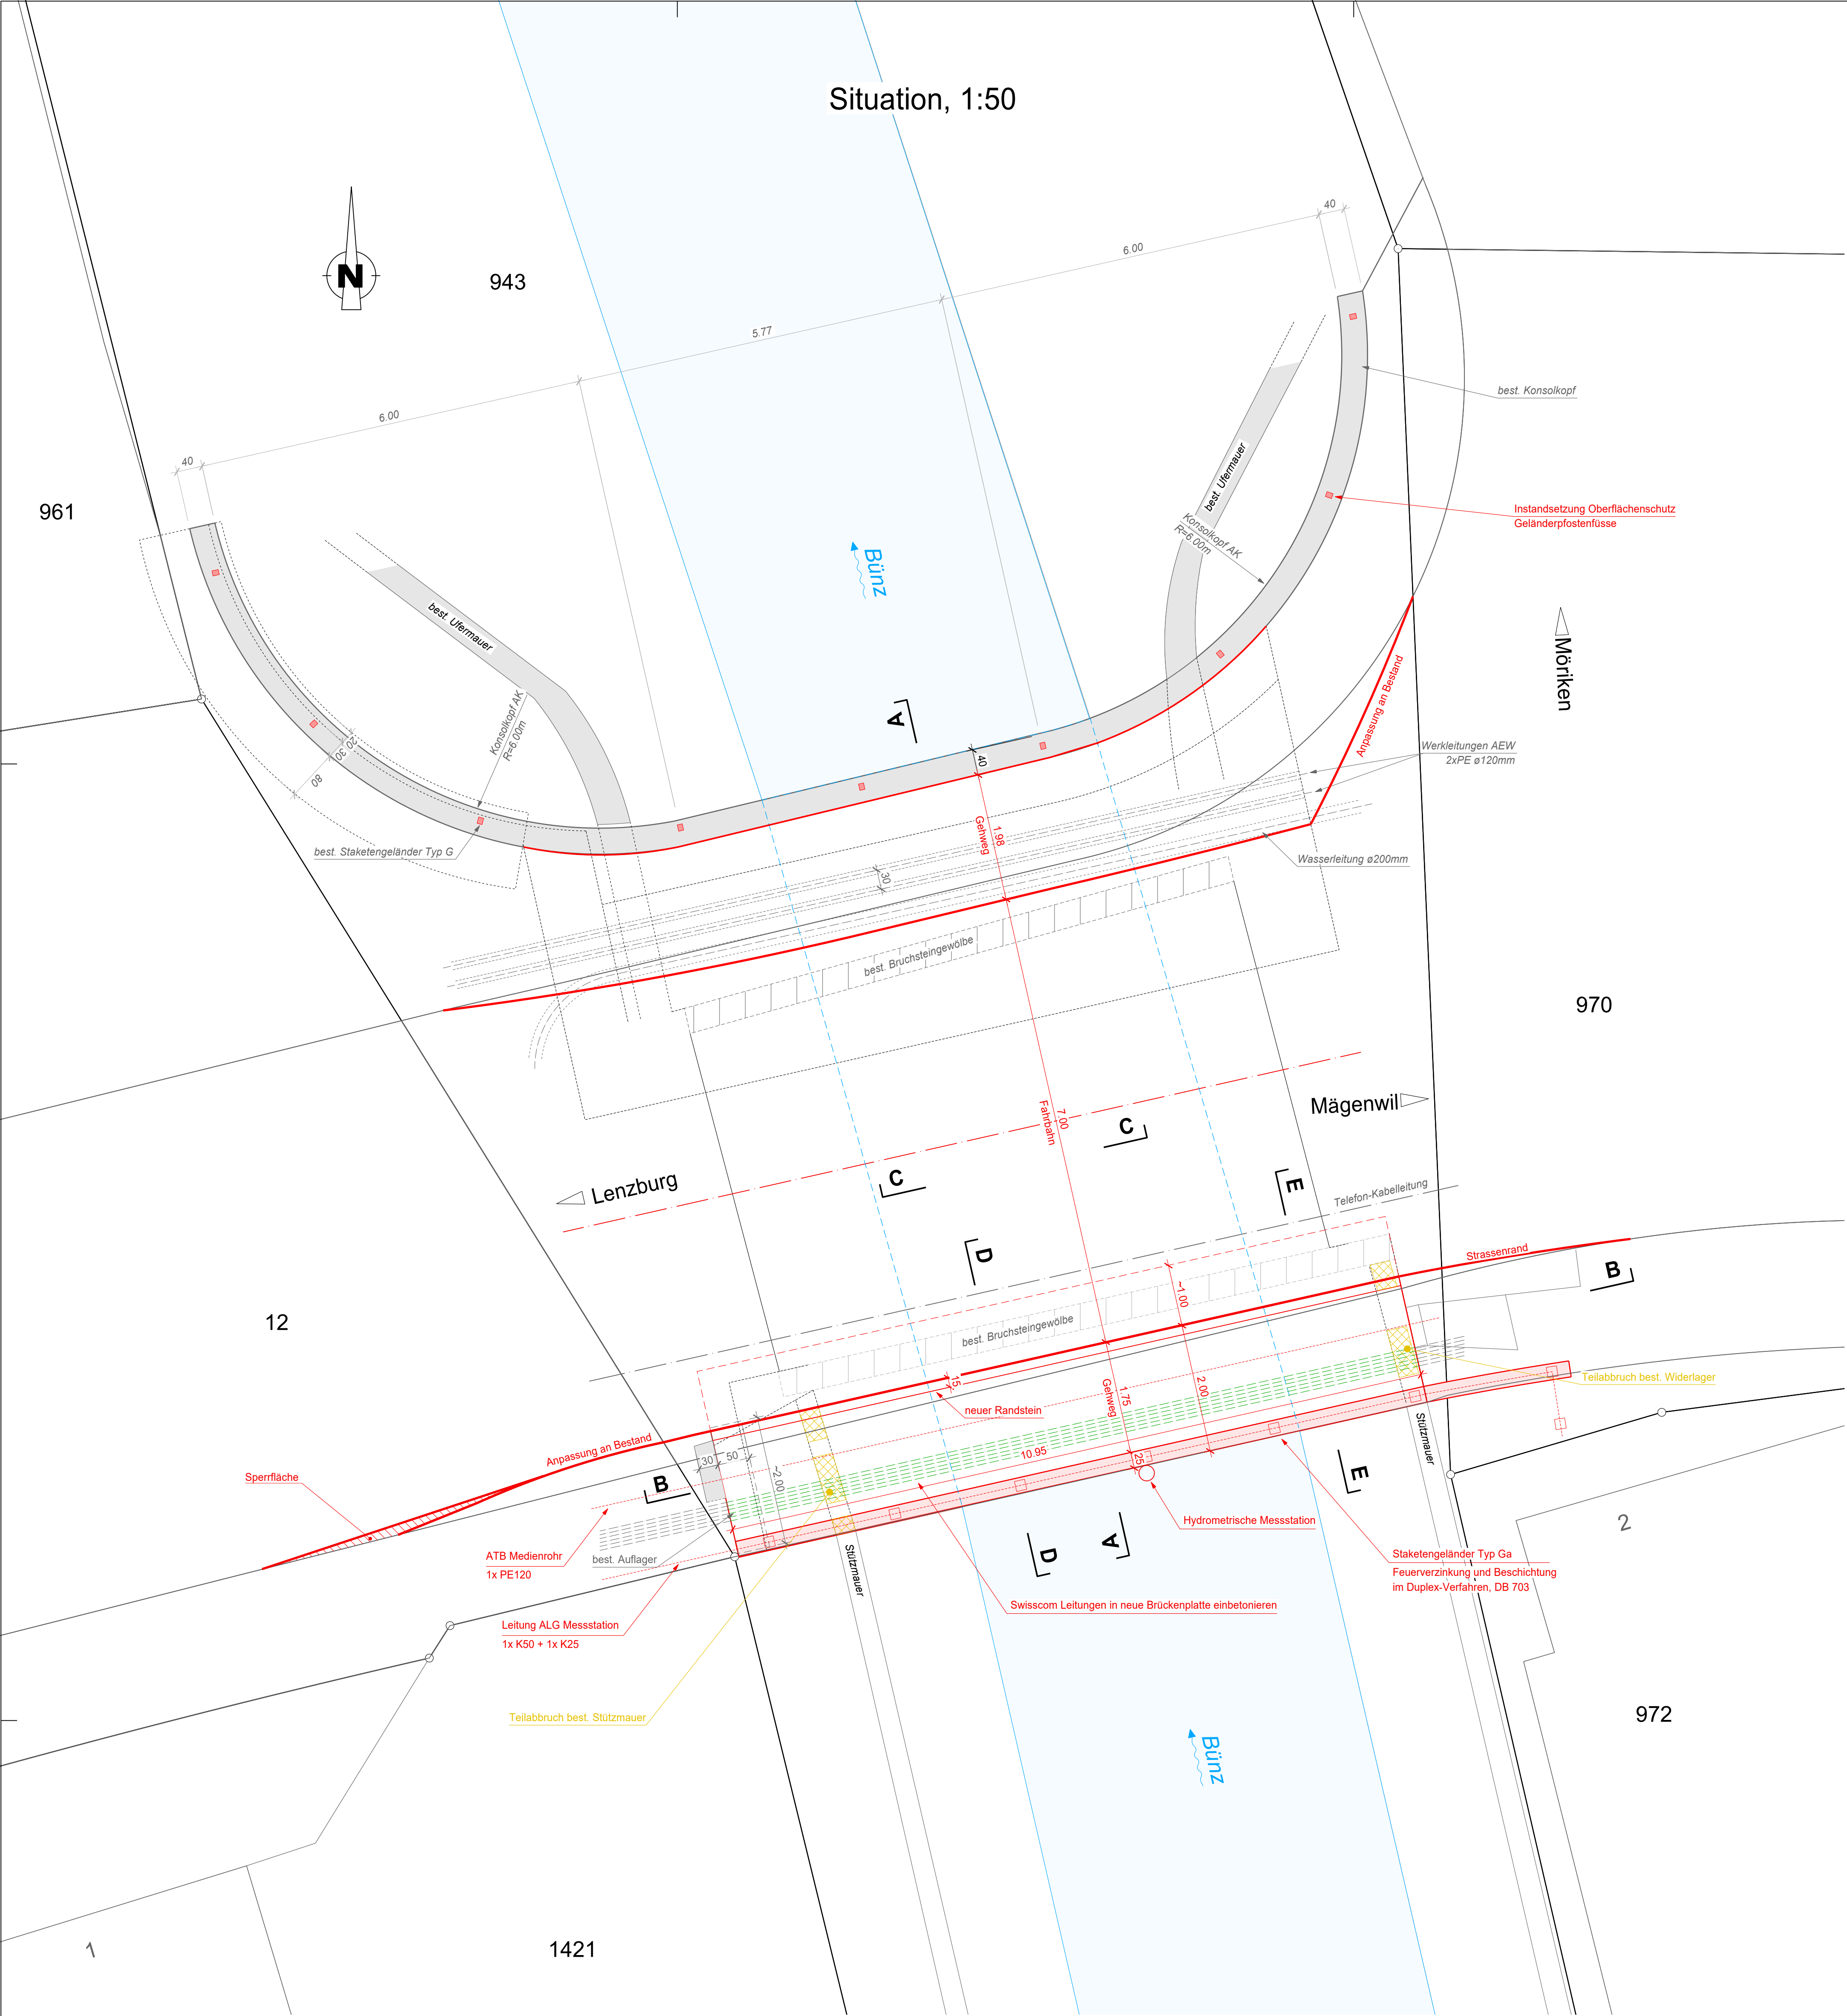 Situation, 1:50
N
943
40
6.00
5.77
6.00
40
961
best. Konsolkopf
Instandsetzung Oberflächenschutz
Geländerpfostenfüsse
best. Ufermauer
best. Ufermauer
Konsolkopf AK
R=6.00m
Konsolkopf AK
R=6.00m
Bünz
Möriken
A
40
20
30
80
best. Staketengeländer Typ G
Anpassung an Bestand
Werkleitungen AEW
2xPE ø120mm
Wasserleitung ø200mm
1.98
Gehweg
30
best. Bruchsteingewölbe
970
7.00
Fahrbahn
Mägenwil
Lenzburg
C
C
E
D
Telefon-Kabelleitung
Strassenrand
B
~1.00
best. Bruchsteingewölbe
12
15
neuer Randstein
1.75
Gehweg
2.00
Teilabbruch best. Widerlager
Anpassung an Bestand
Sperrfläche
30
50
~2.00
10.95
25
B
Stützmauer
Stützmauer
E
Hydrometrische Messstation
A
D
2
ATB Medienrohr
1x PE120
best. Auflager
Staketengeländer Typ Ga
Feuerverzinkung und Beschichtung
im Duplex-Verfahren, DB 703
Swisscom Leitungen in neue Brückenplatte einbetonieren
Leitung ALG Messstation
1x K50 + 1x K25
Teilabbruch best. Stützmauer
972
Bünz
1
1421